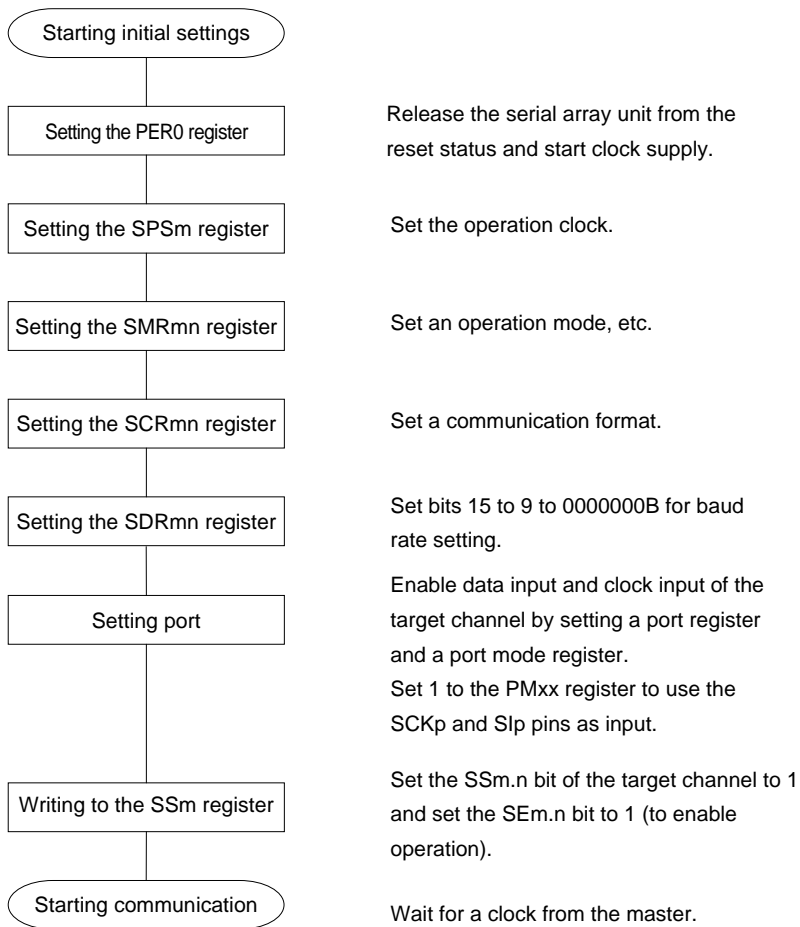 Starting initial settings
Setting the PER0 register
Release the serial array unit from the
reset status and start clock supply.
Setting the SPSm register
Set the operation clock.
Setting the SMRmn register
Set an operation mode, etc.
Setting the SCRmn register
Set a communication format.
Setting the SDRmn register
Set bits 15 to 9 to 0000000B for baud
rate setting.
Setting port
Enable data input and clock input of the
target channel by setting a port register
and a port mode register.
Set 1 to the PMxx register to use the
SCKp and SIp pins as input.
Writing to the SSm register
Set the SSm.n bit of the target channel to 1
and set the SEm.n bit to 1 (to enable
operation).
Starting communication
Wait for a clock from the master.